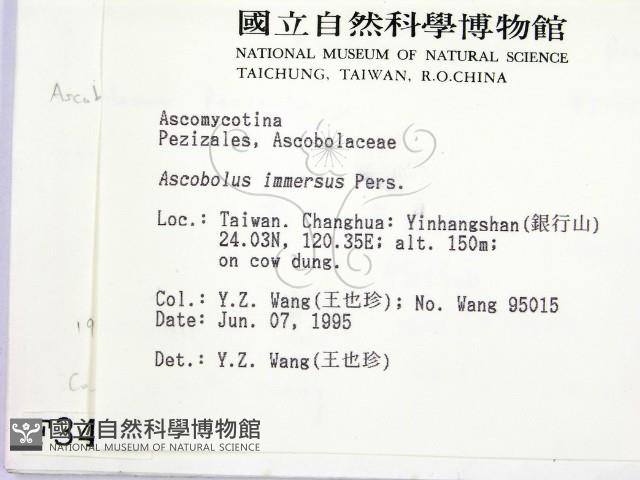 國立自然科學博物館
NATIONAL MUSEUM OF NATURAL SCIENCE
TAICHUNG, TAIWAN, R.O.CHINA
Ascomycotina
Pezizales, Ascobolaceae
Ascobolus immersus Pers.
Loc.: Taiwan. Changhua: Yinhangshan(銀行山)
24.03N, 120.35E; alt. 150m;
on cow dung.
Col.: Y.Z. Wang(王也珍); No. Wang 95015
Date: Jun. 07, 1995
Det.: Y.Z. Wang(王也珍)
19
34
國立自然科學博物館
NATIONAL MUSEUM OF NATURAL SCIENCE